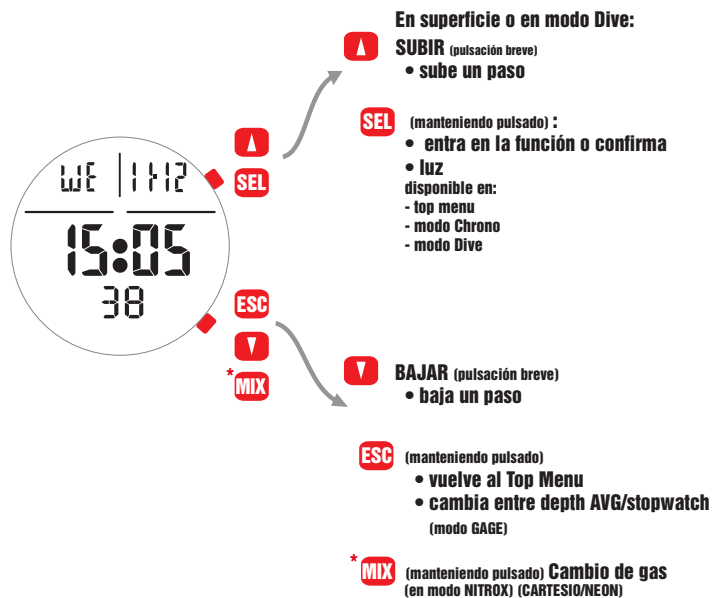 En superficie o en modo Dive:
SUBIR (pulsación breve)
• sube un paso
SEL (manteniendo pulsado) :
• entra en la función o confirma
• luz
disponible en:
- top menu
- modo Chrono
- modo Dive
WE 11-12
15:05
38
SEL
ESC
*MIX
BAJAR (pulsación breve)
• baja un paso
ESC (manteniendo pulsado)
• vuelve al Top Menu
• cambia entre depth AVG/stopwatch
(modo GAGE)
*MIX (manteniendo pulsado) Cambio de gas
(en modo NITROX) (CARTESIO/NEON)